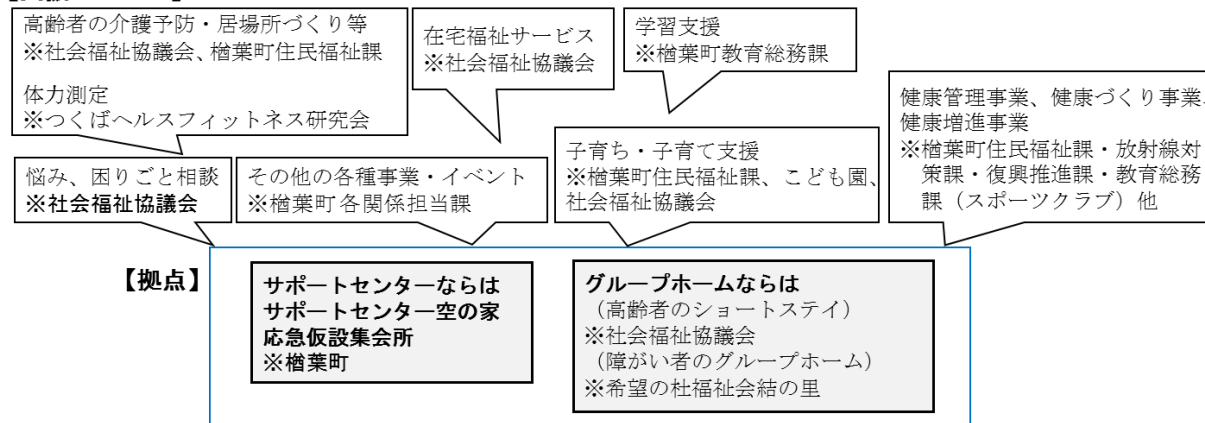 高齢者の介護予防・居場所づくり等
※社会福祉協議会、楢葉町住民福祉課
体力測定
※つくばヘルスフィットネス研究会
在宅福祉サービス
※社会福祉協議会
学習支援
※楢葉町教育総務課
健康管理事業、健康づくり事業、
健康増進事業
※楢葉町住民福祉課・放射線対
策課・復興推進課・教育総務
課（スポーツクラブ）他
悩み、困りごと相談
※社会福祉協議会
その他の各種事業・イベント
※楢葉町各関係担当課
子育ち・子育て支援
※楢葉町住民福祉課、こども園、
社会福祉協議会
【拠点】
サポートセンターならは
サポートセンター空の家
応急仮設集会所
※楢葉町
グループホームならは
（高齢者のショートステイ）
※社会福祉協議会
（障がい者のグループホーム）
※希望の杜福祉会結の里